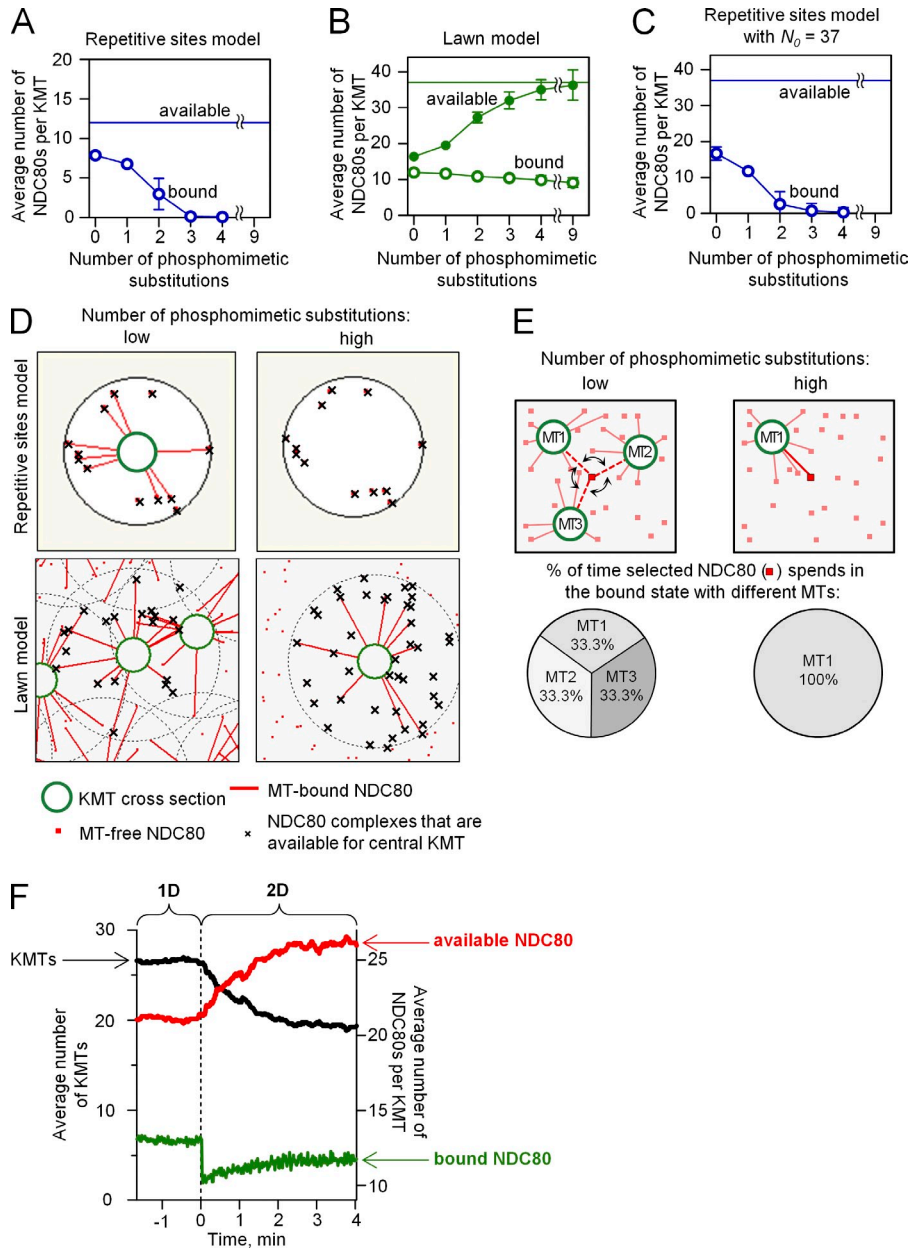 A
Repetitive sites model
Average number of
NDC80s per KMT
20
15
10
5
0
available
bound
0 1 2 3 4 9
Number of phosphomimetic
substitutions
B
Lawn model
Average number of
NDC80s per KMT
40
30
20
10
0
available
bound
0 1 2 3 4 9
Number of phosphomimetic
substitutions
C
Repetitive sites model
with N0 = 37
Average number of
NDC80s per KMT
40
30
20
10
0
available
bound
0 1 2 3 4 9
Number of phosphomimetic
substitutions
D
Number of phosphomimetic substitutions:
low high
Repetitive sites model
Lawn model
KMT cross section
MT-bound NDC80
MT-free NDC80
NDC80 complexes that are
available for central KMT
E
Number of phosphomimetic substitutions:
low high
MT1
MT2
MT3
MT1
% of time selected NDC80 ( ) spends in
the bound state with different MTs:
MT1
33.3%
MT2
33.3%
MT3
33.3%
MT1
100%
F
1D 2D
30
20
10
0
KMTs
Average number
of KMTs
available NDC80
25
20
15
10
Average number of
NDC80s per KMT
bound NDC80
-1 0 1 2 3 4
Time, min